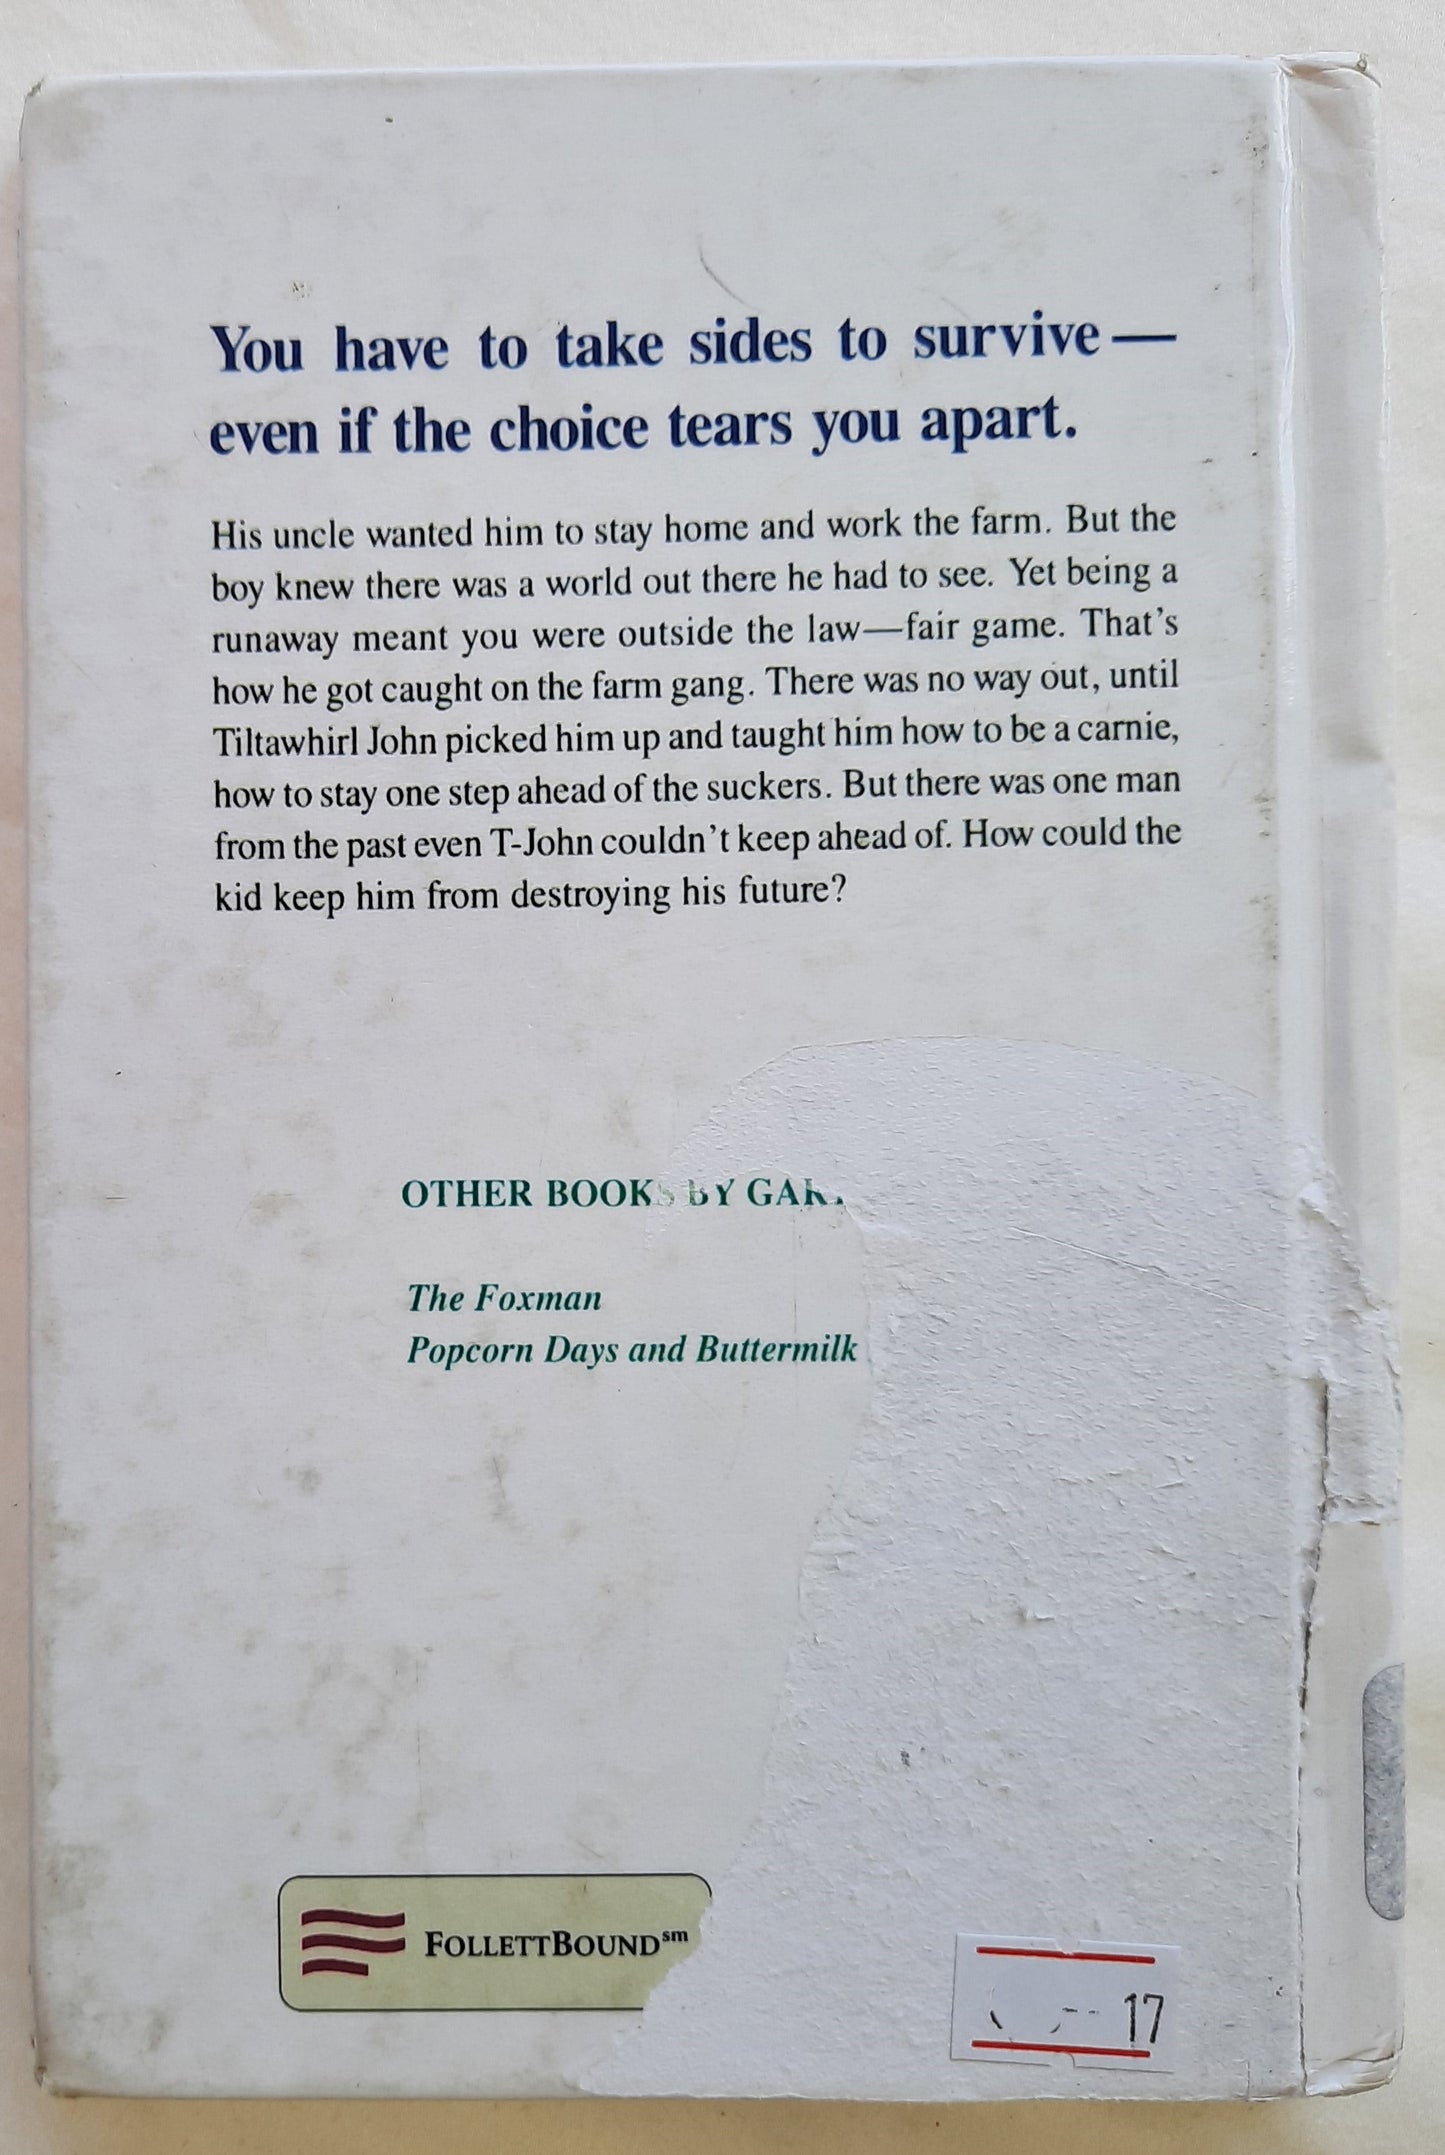 You have to take sides to survive—
even if the choice tears you apart.
His uncle wanted him to stay home and work the farm. But the
boy knew there was a world out there he had to see. Yet being a
runaway meant you were outside the law—fair game. That's
how he got caught on the farm gang. There was no way out, until
Tiltawhirl John picked him up and taught him how to be a carnie,
how to stay one step ahead of the suckers. But there was one man
from the past even T-John couldn't keep ahead of. How could the
kid keep him from destroying his future?
OTHER BOOKS BY GAR
The Foxman
Popcorn Days and Buttermilk
FOLLETTBOUND℠
17